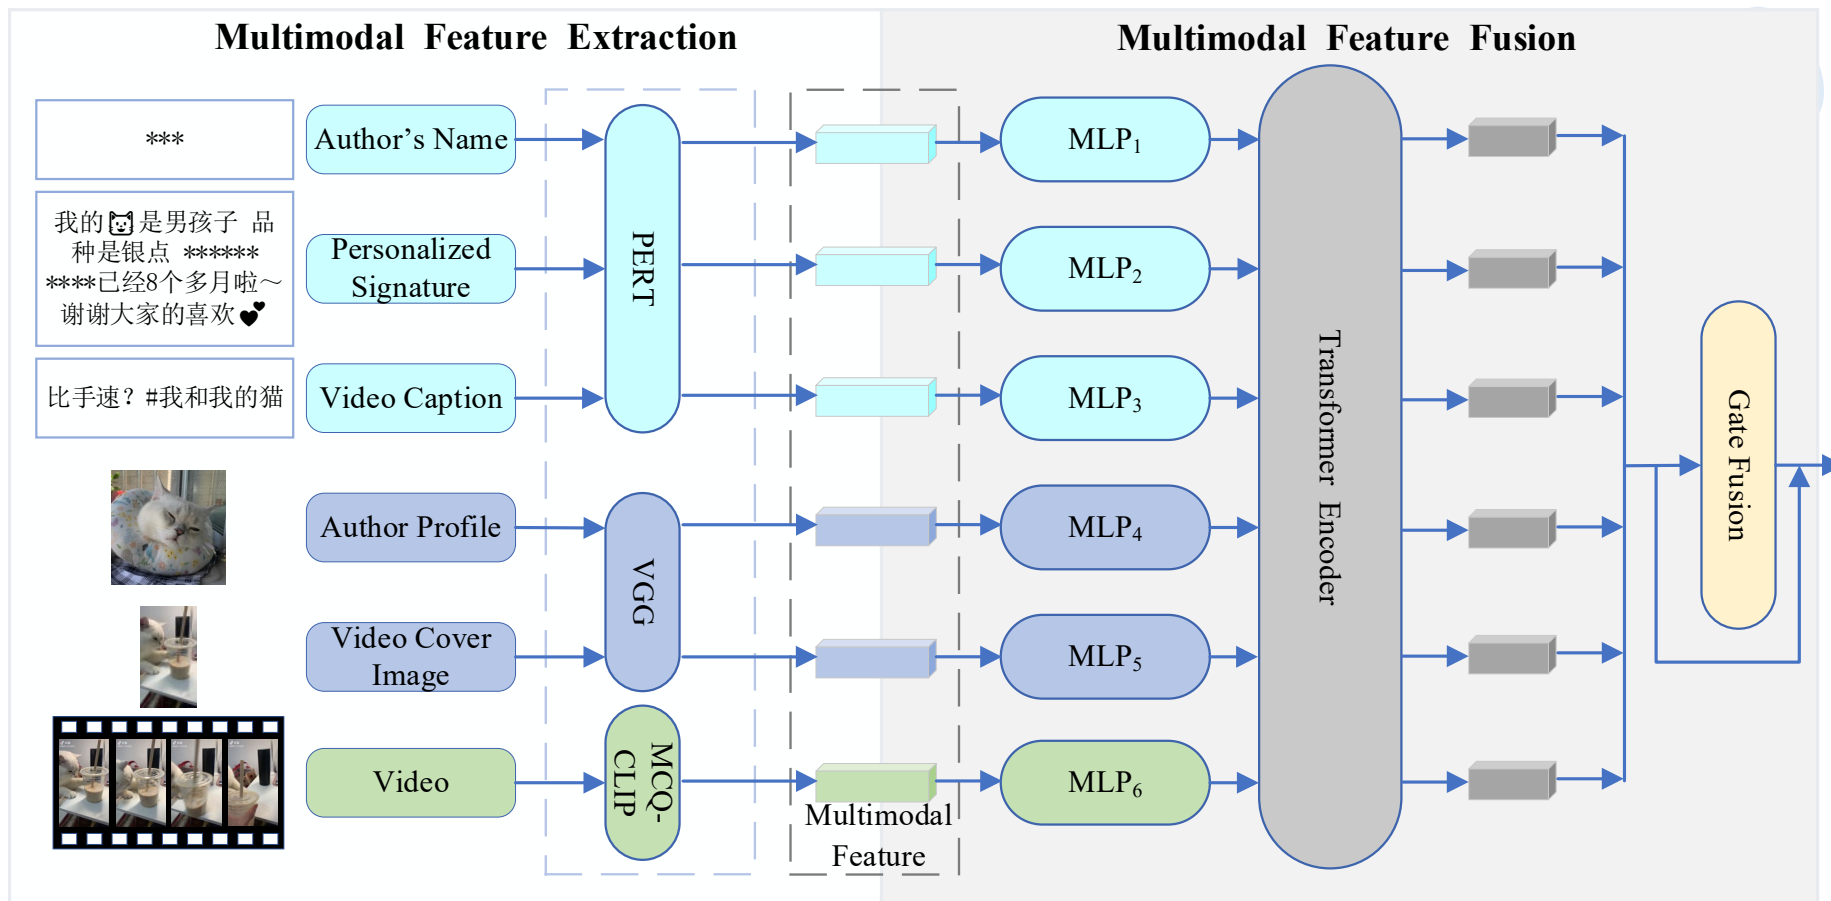 Multimodal Feature Extraction
Multimodal Feature Fusion
***
Author's Name
我的🐱是男孩子 品
种是银点 ******
****已经8个多月啦～
谢谢大家的喜欢💕
Personalized
Signature
比手速？#我和我的猫
Video Caption
Author Profile
Video Cover
Image
Video
PERT
VGG
MCQ-
CLIP
Multimodal
Feature
MLP1
MLP2
MLP3
MLP4
MLP5
MLP6
Transformer Encoder
Gate Fusion